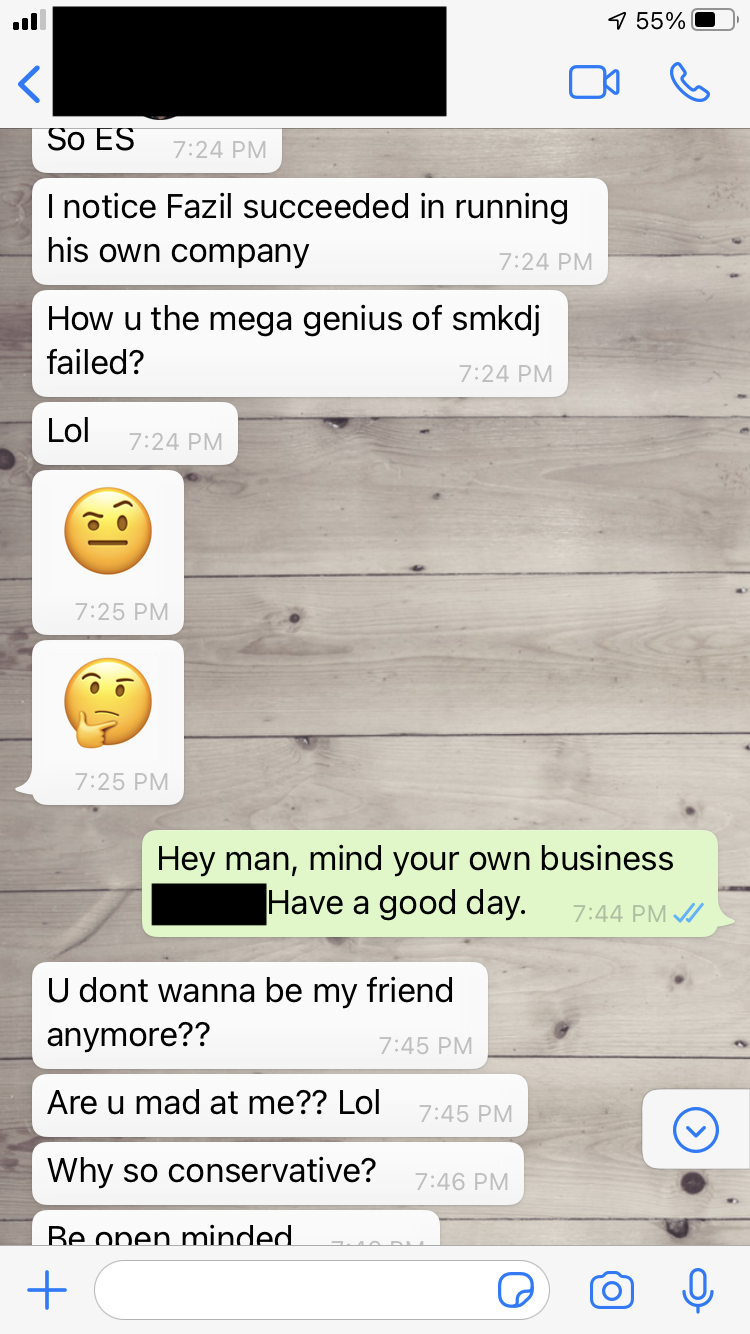 55%
So ES 7:24 PM
I notice Fazil succeeded in running
his own company 7:24 PM
How u the mega genius of smkdj
failed? 7:24 PM
Lol 7:24 PM
7:25 PM
7:25 PM
Hey man, mind your own business
Have a good day. 7:44 PM
U dont wanna be my friend
anymore?? 7:45 PM
Are u mad at me?? Lol 7:45 PM
Why so conservative? 7:46 PM
Be open minded